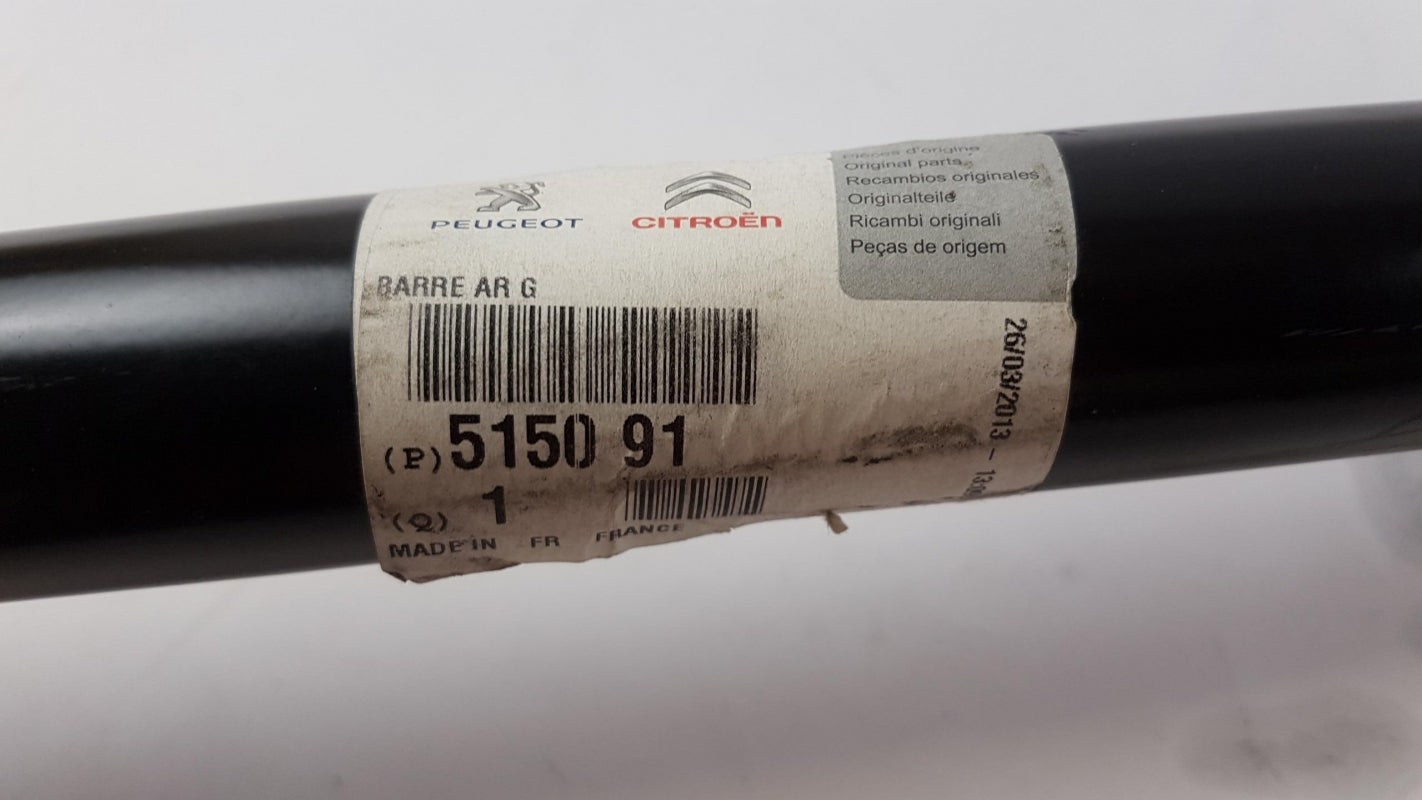 PEUGEOT
CITROËN
Pièces d'origine
Original parts
Recambios originales
Originalteile
Ricambi originali
Peças de origem
BARRE AR G
(P) 5150 91
(Q) 1
MADE IN FR FRANCE
26/03/2013 -